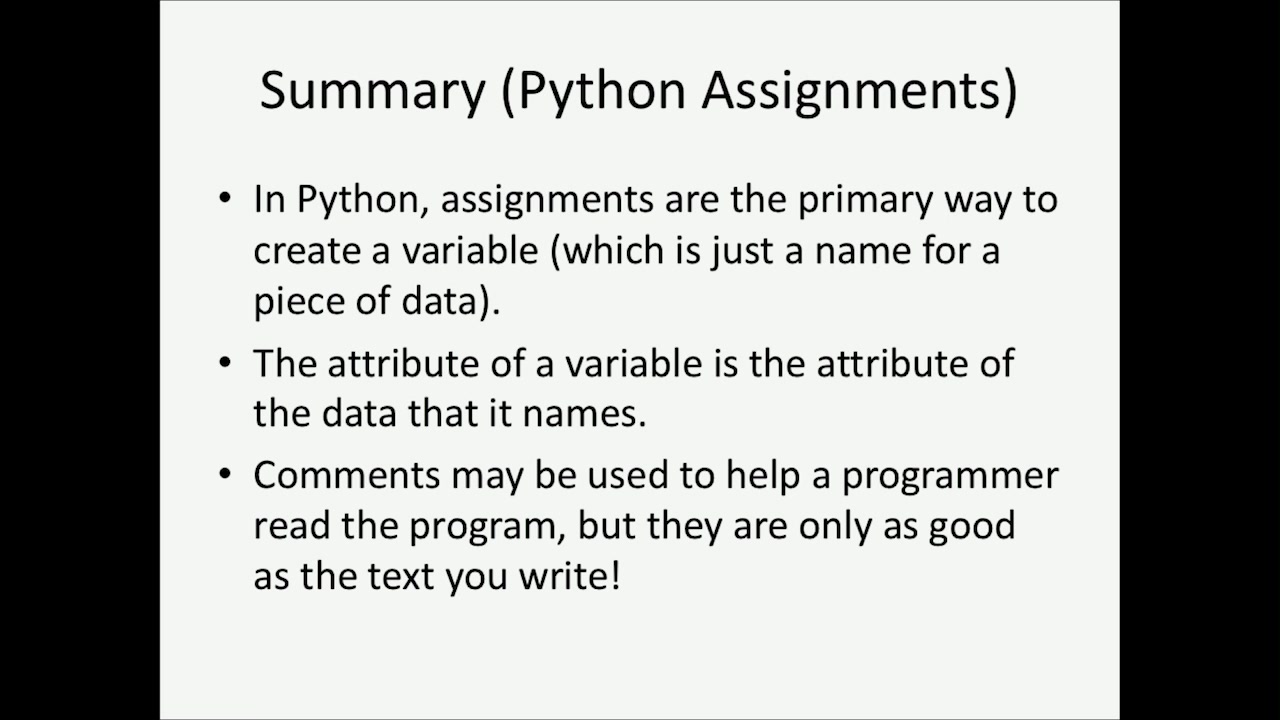 Summary (Python Assignments)
• In Python, assignments are the primary way to
create a variable (which is just a name for a
piece of data).
• The attribute of a variable is the attribute of
the data that it names.
• Comments may be used to help a programmer
read the program, but they are only as good
as the text you write!